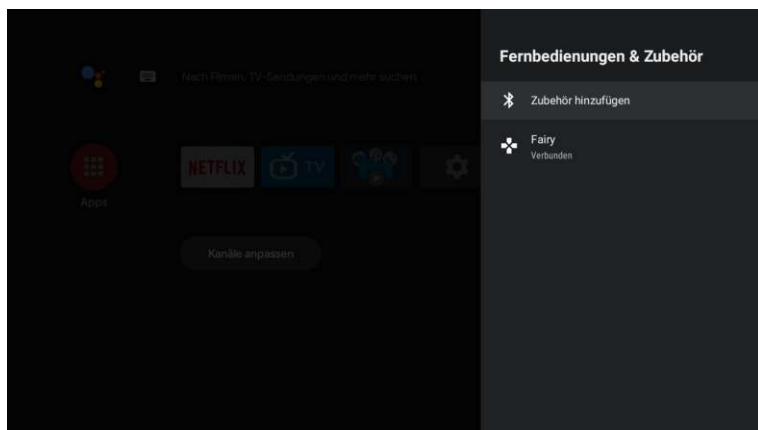 Fernbedienungen & Zubehör
Nach Filmen, TV-Sendungen und mehr suchen
Zubehör hinzufügen
Fairy
Verbunden
NETFLIX
TV
Apps
Kanäle anpassen